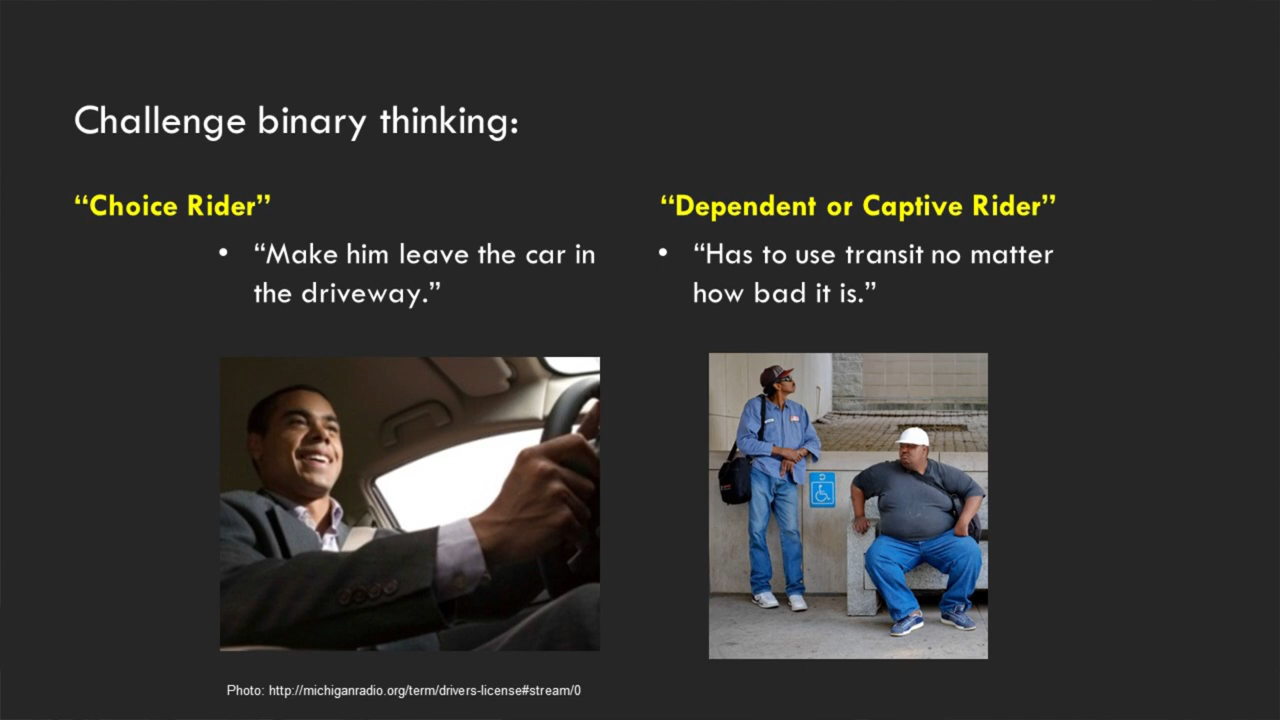 Challenge binary thinking:
“Choice Rider”
• “Make him leave the car in
the driveway.”
“Dependent or Captive Rider”
• “Has to use transit no matter
how bad it is.”
Photo: http://michiganradio.org/term/drivers-license#stream/0